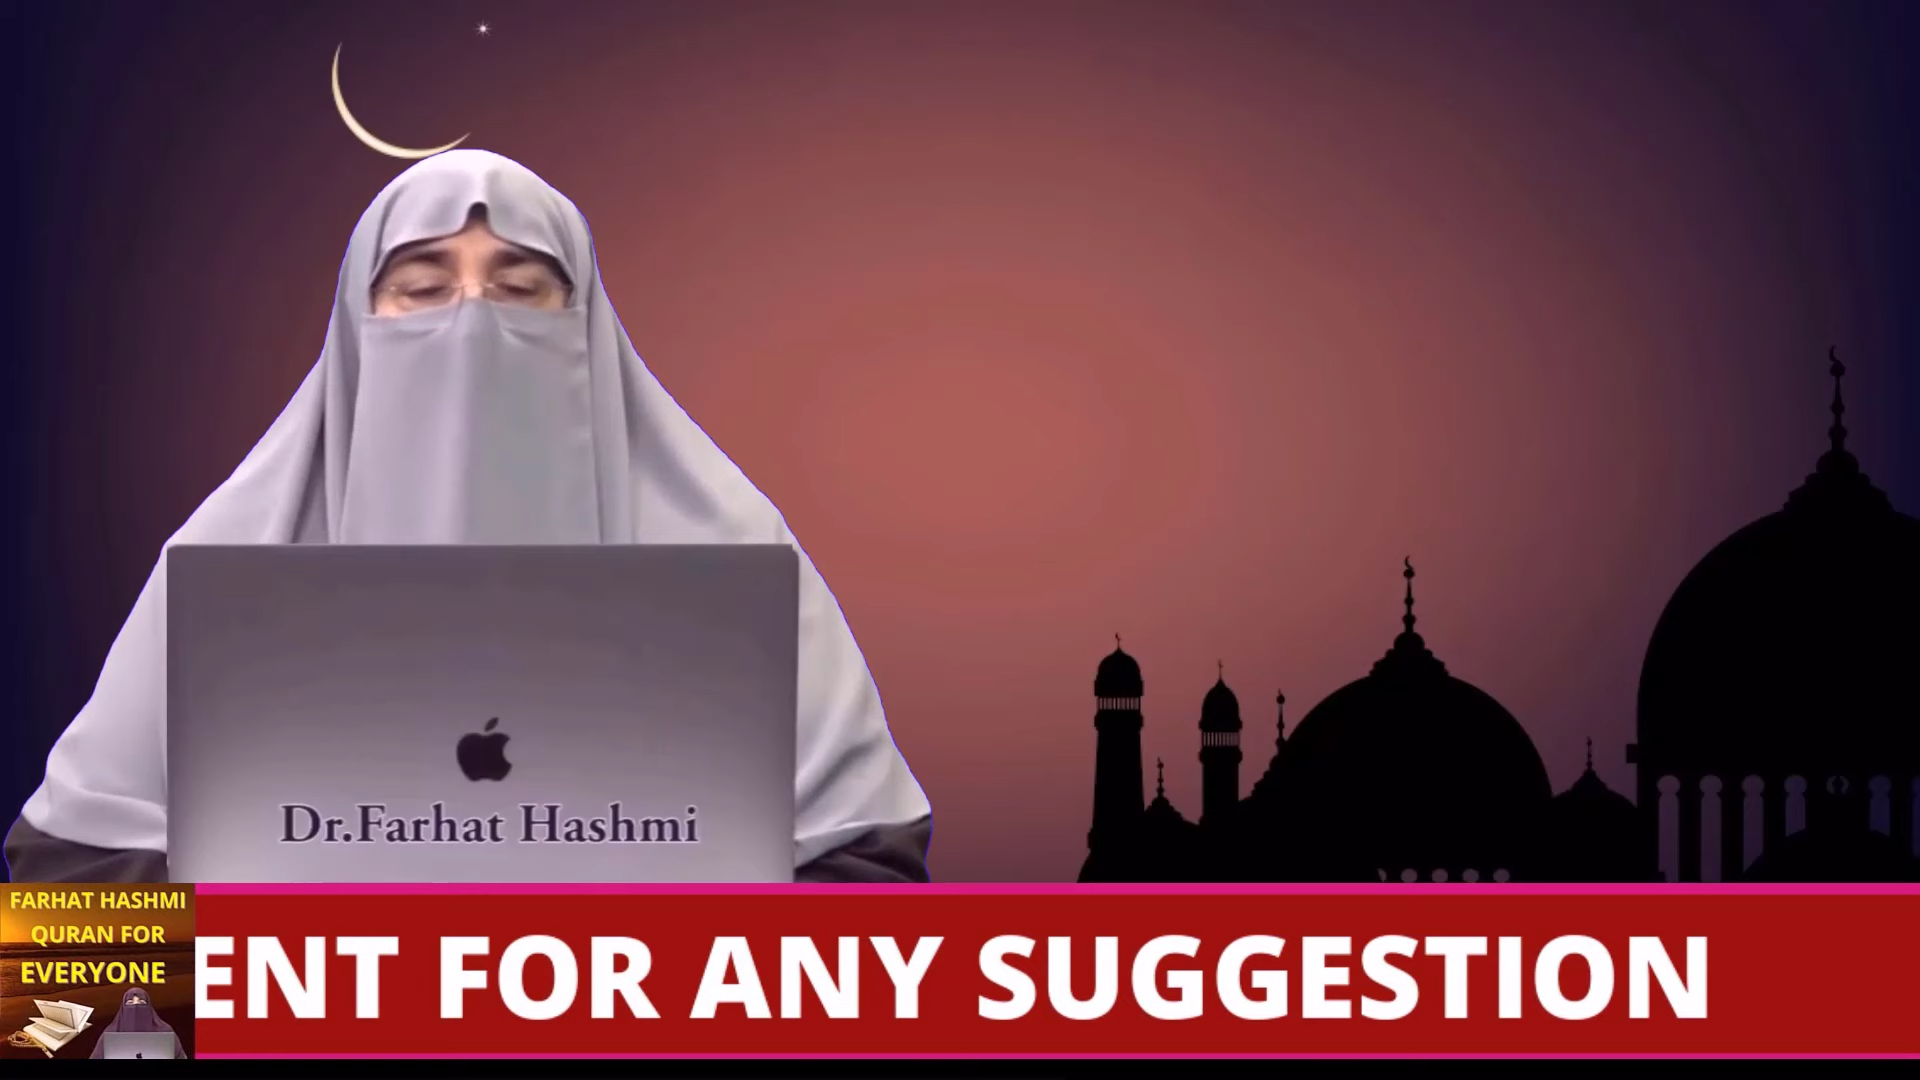 Dr.Farhat Hashmi
FARHAT HASHMI
QURAN FOR
EVERYONE
ENT FOR ANY SUGGESTION